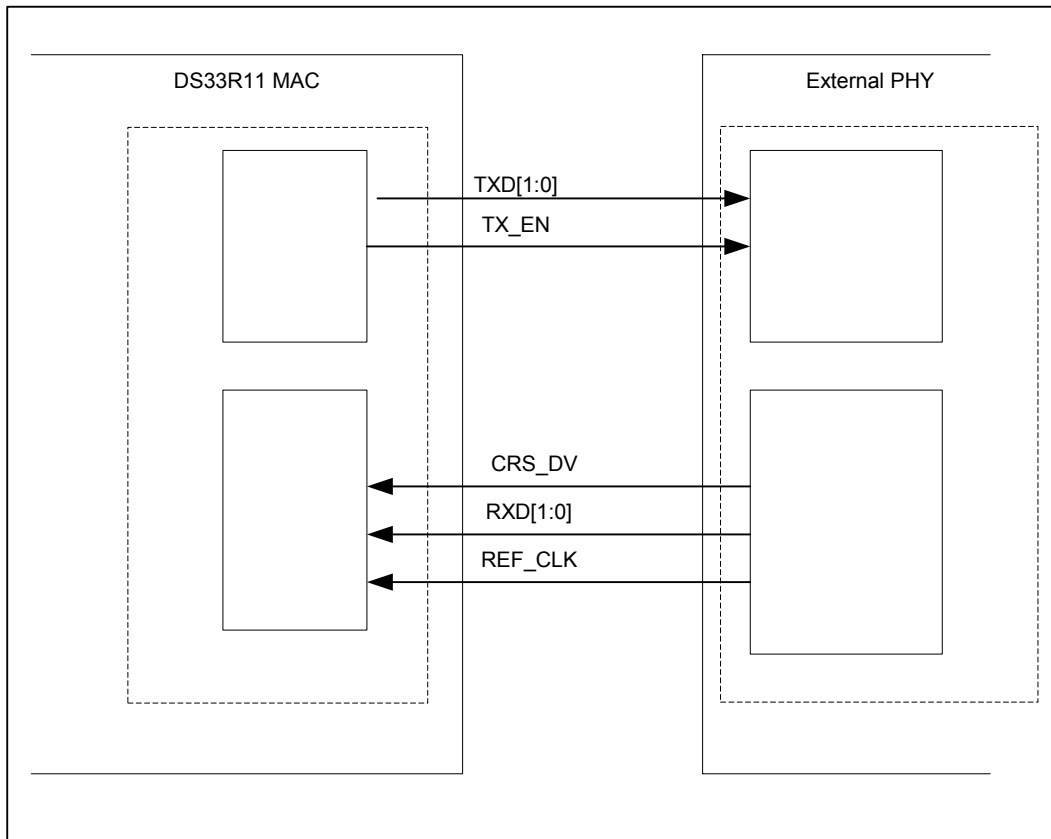 DS33R11 MAC
External PHY
TXD[1:0]
TX_EN
CRS_DV
RXD[1:0]
REF_CLK